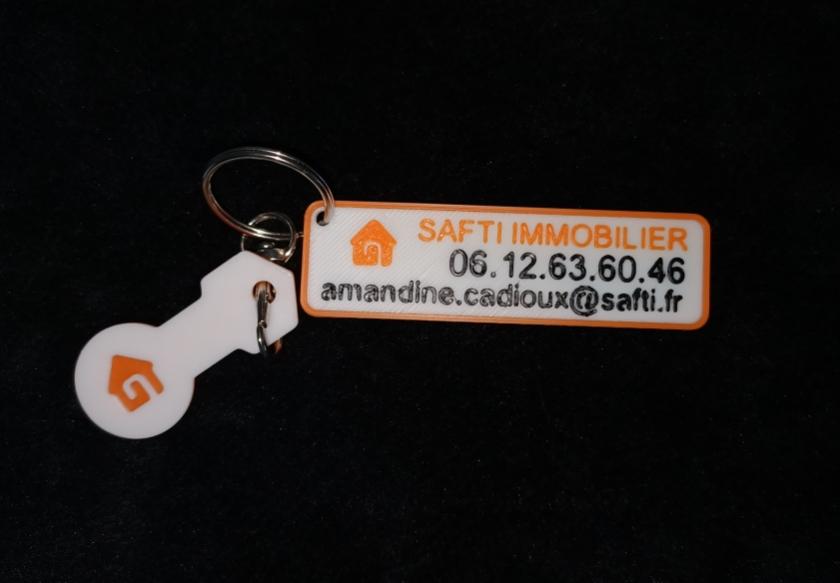 SAFTI IMMOBILIER
06.12.63.60.46
amandine.cadioux@safti.fr